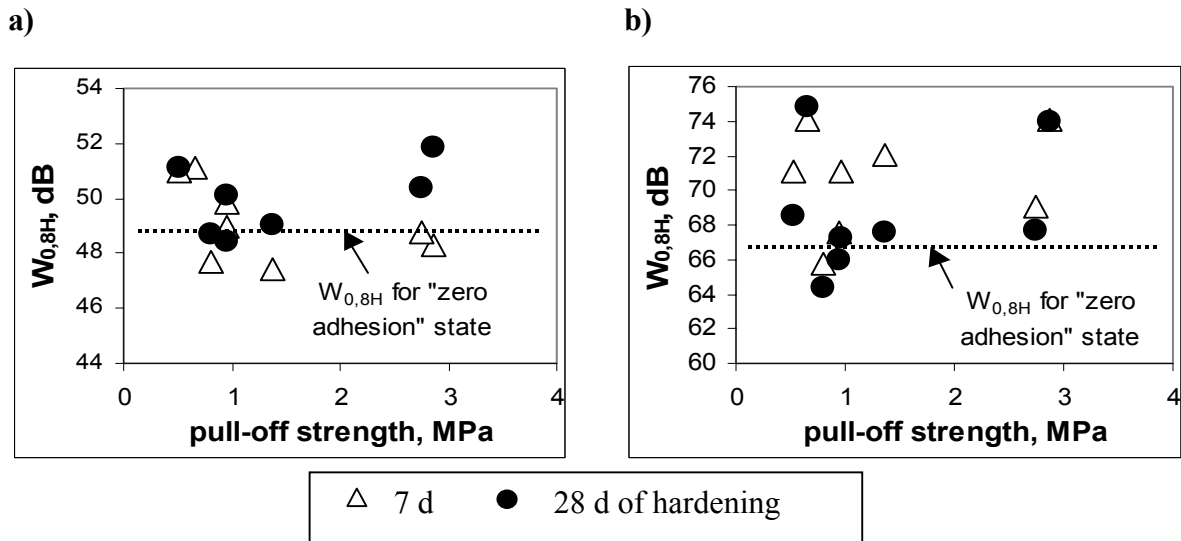 a)
54
52
50
48
46
44
W0,8H, dB
W0,8H for "zero
adhesion" state
0 1 2 3 4
pull-off strength, MPa
b)
76
74
72
70
68
66
64
62
60
W0,8H, dB
W0,8H for "zero
adhesion" state
0 1 2 3 4
pull-off strength, MPa
7 d 28 d of hardening